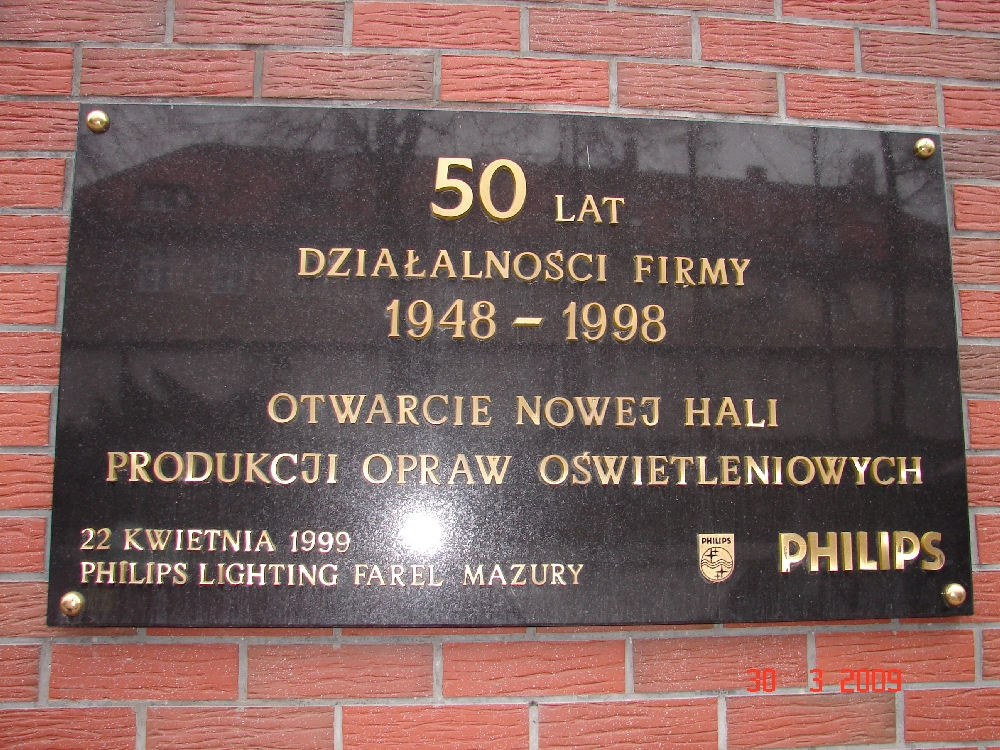 50 LAT
DZIAŁALNOŚCI FIRMY
1948 – 1998
OTWARCIE NOWEJ HALI
PRODUKCJI OPRAW OŚWIETLENIOWYCH
22 KWIETNIA 1999
PHILIPS LIGHTING FAREL MAZURY
PHILIPS
PHILIPS
30 3 2009